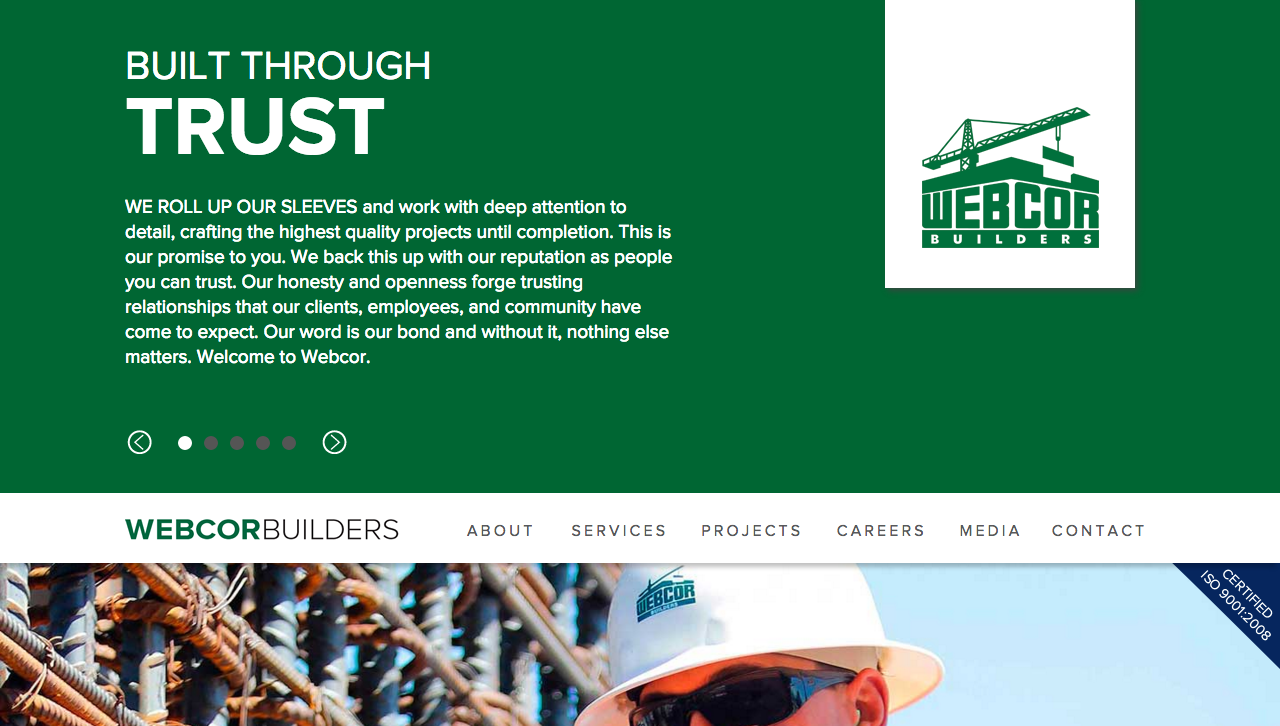 BUILT THROUGH
TRUST
WE ROLL UP OUR SLEEVES and work with deep attention to
detail, crafting the highest quality projects until completion. This is
our promise to you. We back this up with our reputation as people
you can trust. Our honesty and openness forge trusting
relationships that our clients, employees, and community have
come to expect. Our word is our bond and without it, nothing else
matters. Welcome to Webcor.
WEBCOR
BUILDERS
WEBCORBUILDERS
ABOUT
SERVICES
PROJECTS
CAREERS
MEDIA
CONTACT
WEBCOR
BUILDERS
CERTIFIED
ISO 9001:2008